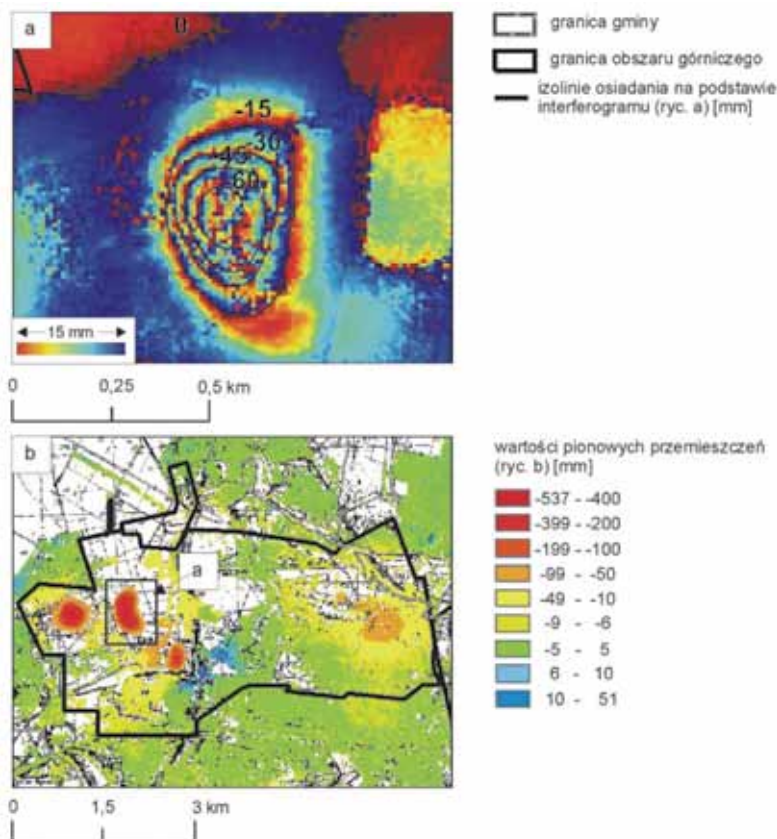 a
0
-15
-30
-45
-60
15 mm
0 0,25 0,5 km
granica gminy
granica obszaru górniczego
izolinie osiadania na podstawie
interferogramu (ryc. a) [mm]
b
a
0 1,5 3 km
wartości pionowych przemieszczeń
(ryc. b) [mm]
-537 - -400
-399 - -200
-199 - -100
-99 - -50
-49 - -10
-9 - -6
-5 - 5
6 - 10
10 - 51